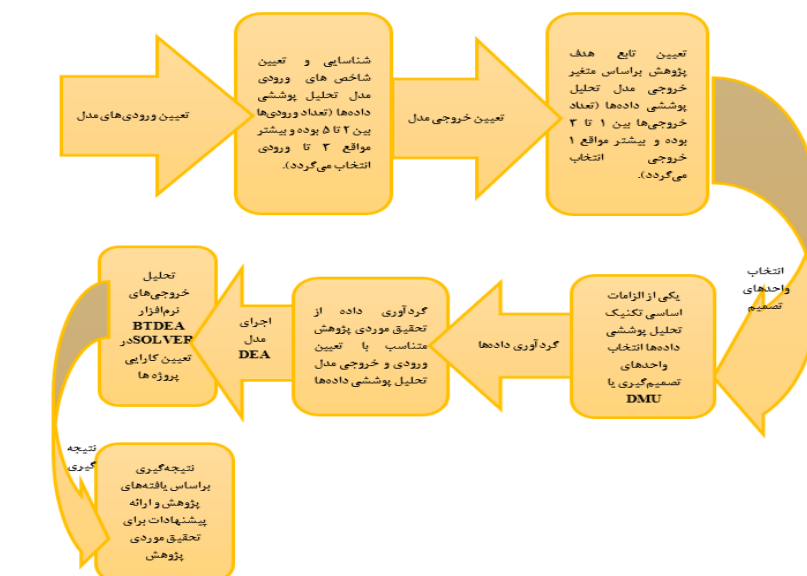 تعیین ورودی‌های مدل
شناسایی و تعیین
شاخص های ورودی
مدل تحلیل پوششی
داده‌ها (تعداد ورودی‌ها
بین ۲ تا ۵ بوده و بیشتر
مواقع ۳ تا ورودی
انتخاب می‌گردد).
تعیین خروجی مدل
تعیین تابع هدف
پژوهش براساس متغیر
خروجی مدل تحلیل
پوششی داده‌ها (تعداد
خروجی‌ها بین ۱ تا ۳
بوده و بیشتر مواقع ۱
خروجی انتخاب
می‌گردد).
انتخاب
واحدهای
تصمیم
یکی از الزامات
اساسی تکنیک
تحلیل پوششی
داده‌ها انتخاب
واحدهای
تصمیم‌گیری یا
DMU
گردآوری داده‌ها
گردآوری داده از
تحقیق موردی پژوهش
متناسب با تعیین
ورودی و خروجی مدل
تحلیل پوششی داده‌ها
اجرای
مدل
DEA
تحلیل
خروجی‌های
نرم‌افزار
BTDEA
SOLVERدر
تعیین کارایی
پروژه ها
نتیجه
گیری
نتیجه‌گیری
براساس یافته‌های
پژوهش و ارائه
پیشنهادات برای
تحقیق موردی
پژوهش